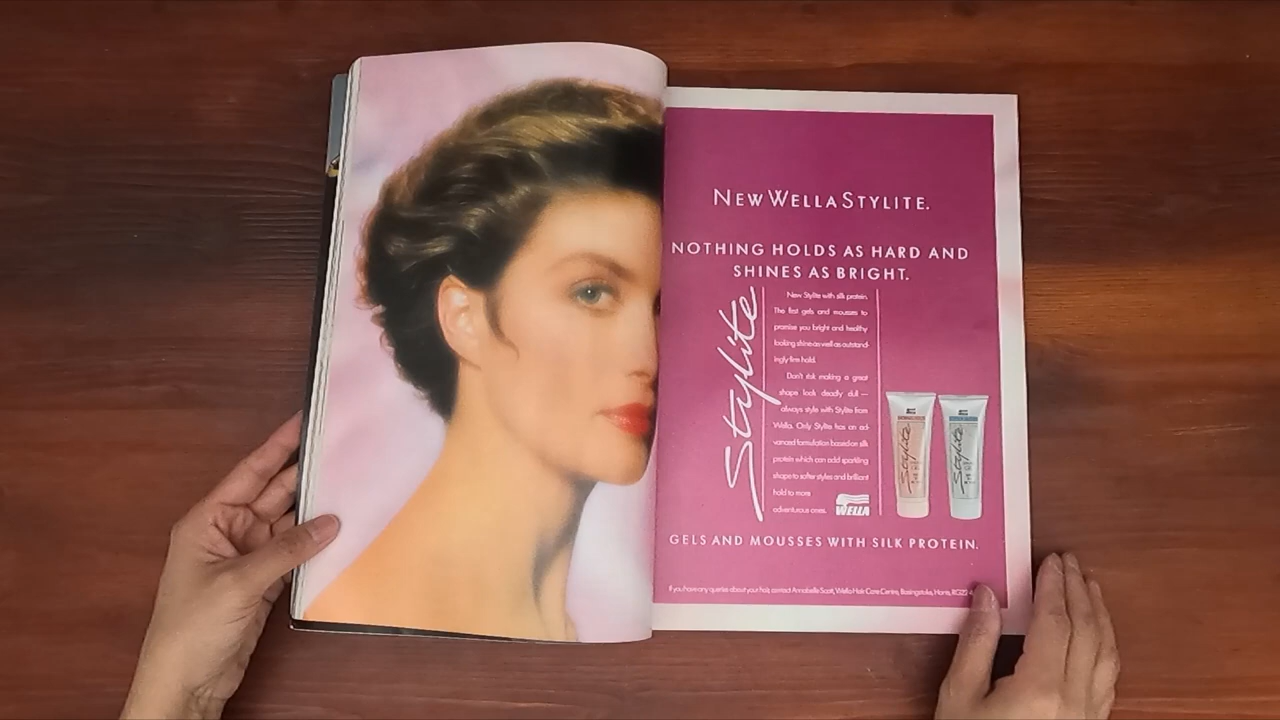 NEW WELLA STYLITE.
NOTHING HOLDS AS HARD AND
SHINES AS BRIGHT.
Stylite
New Stylite with silk protein.
The first gels and mousses to
promise you bright and healthy
looking shine as well as outstand-
ingly firm hold.
Don't risk making a great
shape look deadly dull —
always style with Stylite from
Wella. Only Stylite has an ad-
vanced formulation based on silk
protein which can add sparkling
shape to softer styles and brilliant
hold to more
adventurous ones.
WELLA
Stylite
Stylite
GELS AND MOUSSES WITH SILK PROTEIN.
If you have any queries about your hair, contact Annabelle Scott, Wella Hair Care Centre, Basingstoke, Hants, RG22 4